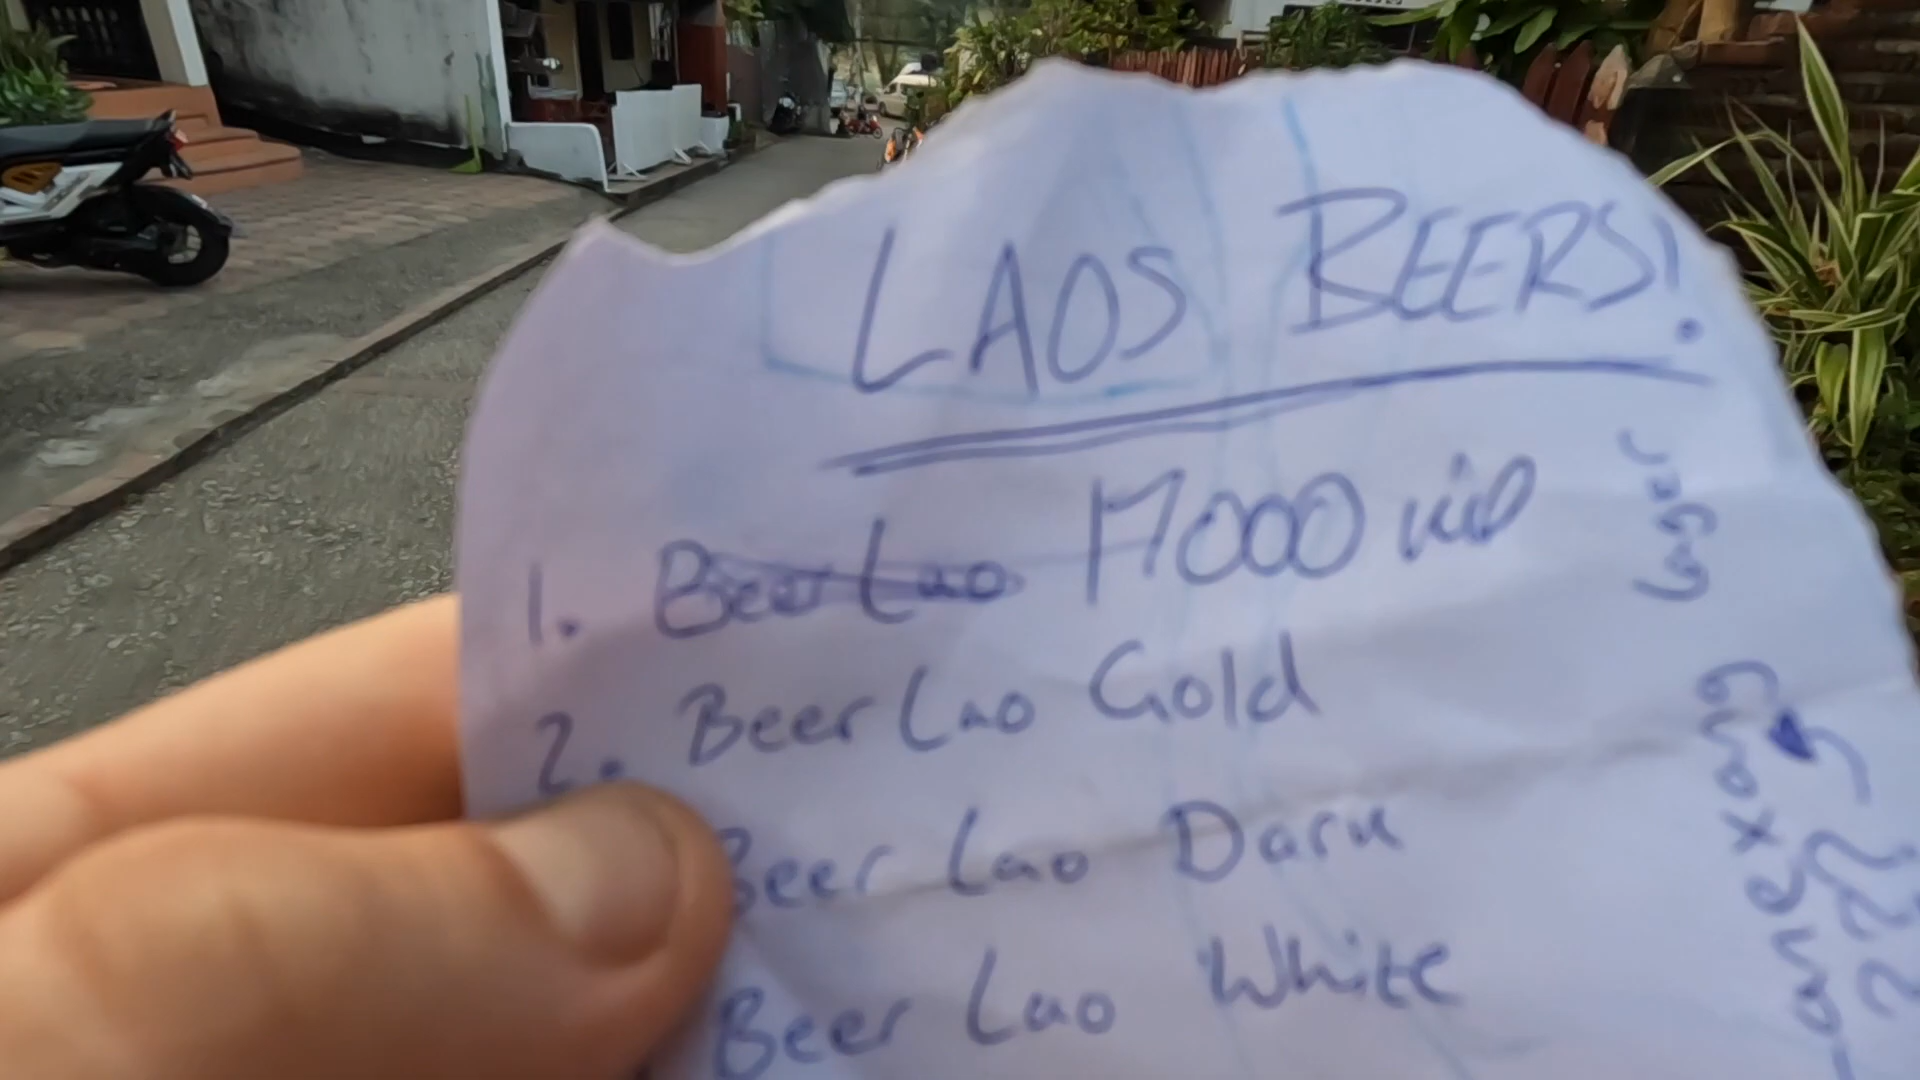 LAOS BEERS!
1. Beer Lao 17000 kip
2. Beer Lao Gold
Beer Lao Dark
Beer Lao White
Lager